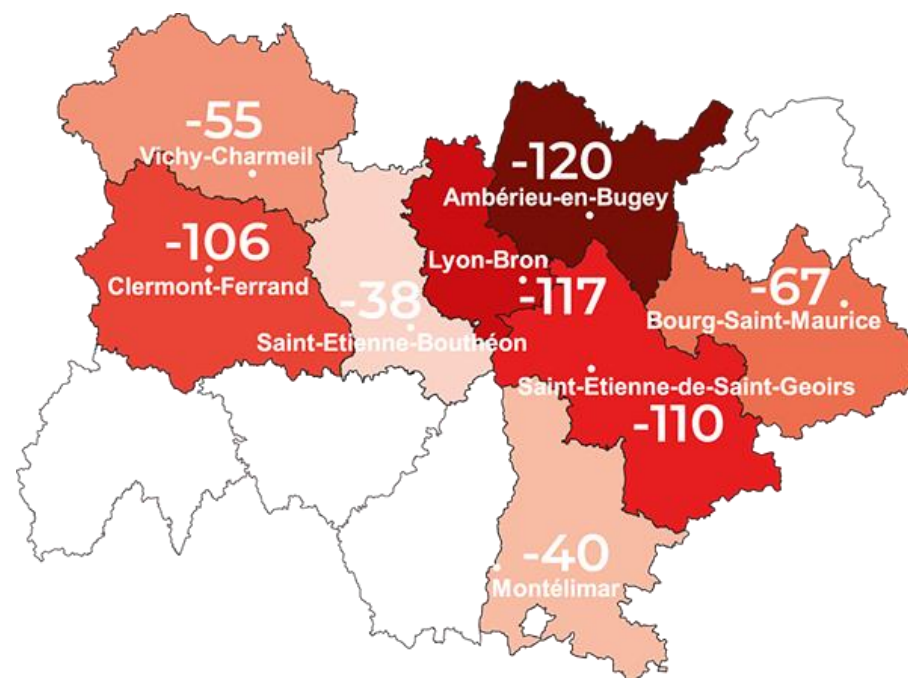 -55
Vichy-Charmeil
-120
Ambérieu-en-Bugey
-106
Clermont-Ferrand
Lyon-Bron
-117
-38
Saint-Etienne-Bouthéon
-67
Bourg-Saint-Maurice
Saint-Étienne-de-Saint-Geoirs
-110
-40
Montélimar